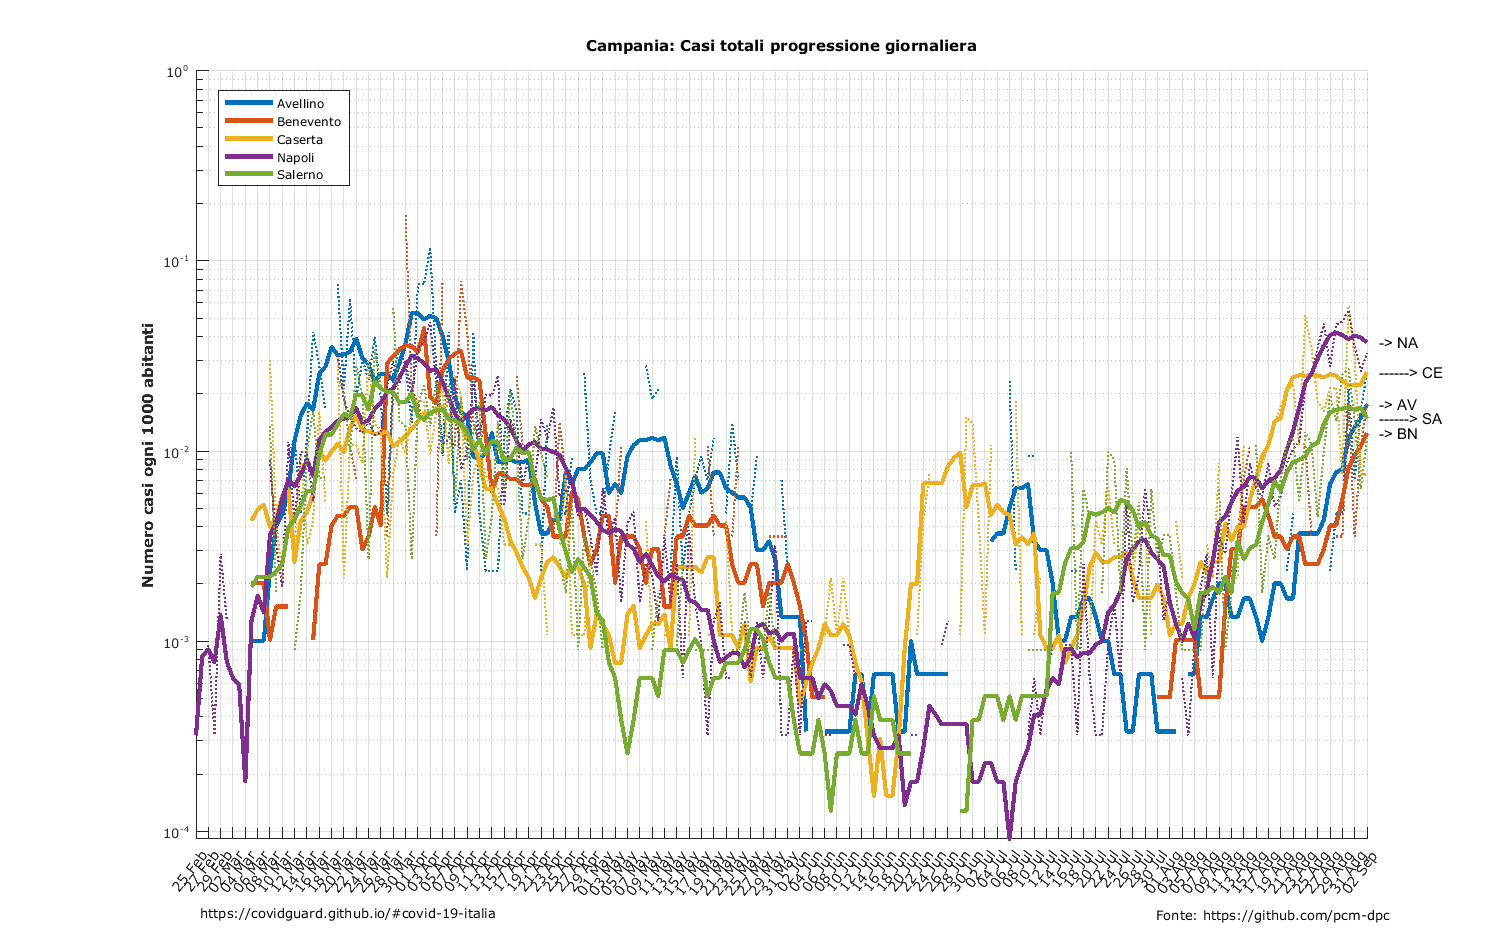 Campania: Casi totali progressione giornaliera
Numero casi ogni 1000 abitanti
10⁰
10⁻¹
10⁻²
10⁻³
10⁻⁴
Avellino
Benevento
Caserta
Napoli
Salerno
-> NA
------> CE
-> AV
------> SA
-> BN
25 Feb
27 Feb
29 Feb
02 Mar
04 Mar
06 Mar
08 Mar
10 Mar
12 Mar
14 Mar
16 Mar
18 Mar
20 Mar
22 Mar
24 Mar
26 Mar
28 Mar
30 Mar
01 Apr
03 Apr
05 Apr
07 Apr
09 Apr
11 Apr
13 Apr
15 Apr
17 Apr
19 Apr
21 Apr
23 Apr
25 Apr
27 Apr
29 Apr
01 May
03 May
05 May
07 May
09 May
11 May
13 May
15 May
17 May
19 May
21 May
23 May
25 May
27 May
29 May
31 May
02 Jun
04 Jun
06 Jun
08 Jun
10 Jun
12 Jun
14 Jun
16 Jun
18 Jun
20 Jun
22 Jun
24 Jun
26 Jun
28 Jun
30 Jun
02 Jul
04 Jul
06 Jul
08 Jul
10 Jul
12 Jul
14 Jul
16 Jul
18 Jul
20 Jul
22 Jul
24 Jul
26 Jul
28 Jul
30 Jul
01 Aug
03 Aug
05 Aug
07 Aug
09 Aug
11 Aug
13 Aug
15 Aug
17 Aug
19 Aug
21 Aug
23 Aug
25 Aug
27 Aug
29 Aug
31 Aug
02 Sep
https://covidguard.github.io/#covid-19-italia
Fonte: https://github.com/pcm-dpc